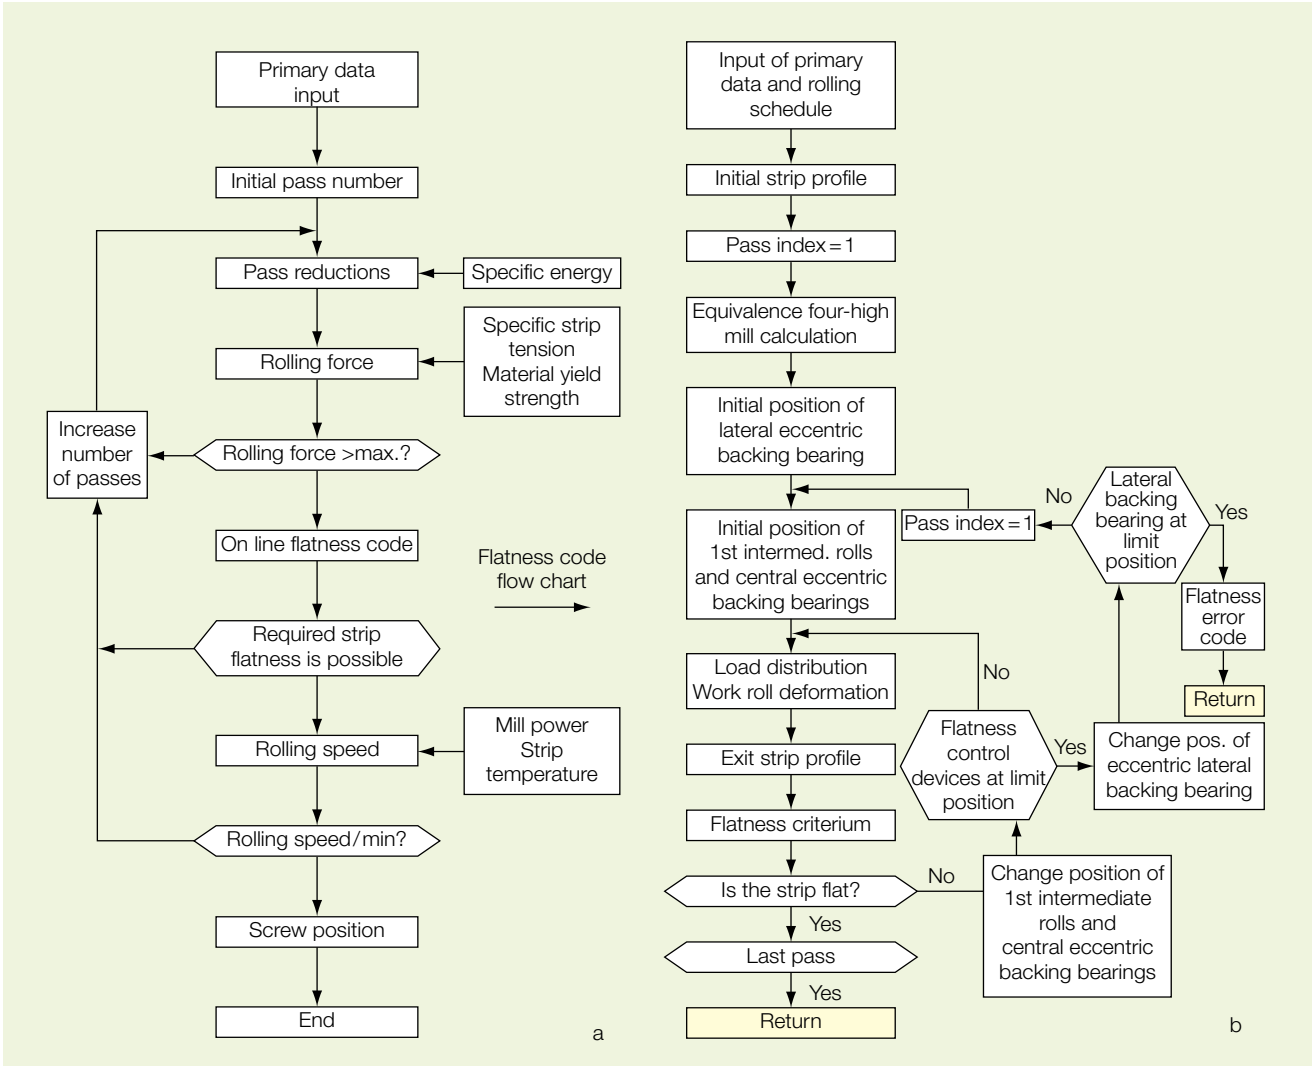 Primary data
input
Initial pass number
Pass reductions
Specific energy
Rolling force
Specific strip
tension
Material yield
strength
Increase
number
of passes
Rolling force >max.?
On line flatness code
Required strip
flatness is possible
Rolling speed
Mill power
Strip
temperature
Rolling speed/min?
Screw position
End
a
Flatness code
flow chart
Input of primary
data and rolling
schedule
Initial strip profile
Pass index=1
Equivalence four-high
mill calculation
Initial position of
lateral eccentric
backing bearing
Initial position of
1st intermed. rolls
and central eccentric
backing bearings
Pass index=1
No
Lateral
backing
bearing at
limit
position
Yes
Flatness
error
code
Return
Load distribution
Work roll deformation
No
Exit strip profile
Flatness
control
devices at limit
position
Yes
Change pos. of
eccentric lateral
backing bearing
Flatness criterium
Is the strip flat?
No
Change position of
1st intermediate
rolls and
central eccentric
backing bearings
Yes
Last pass
Yes
Return
b